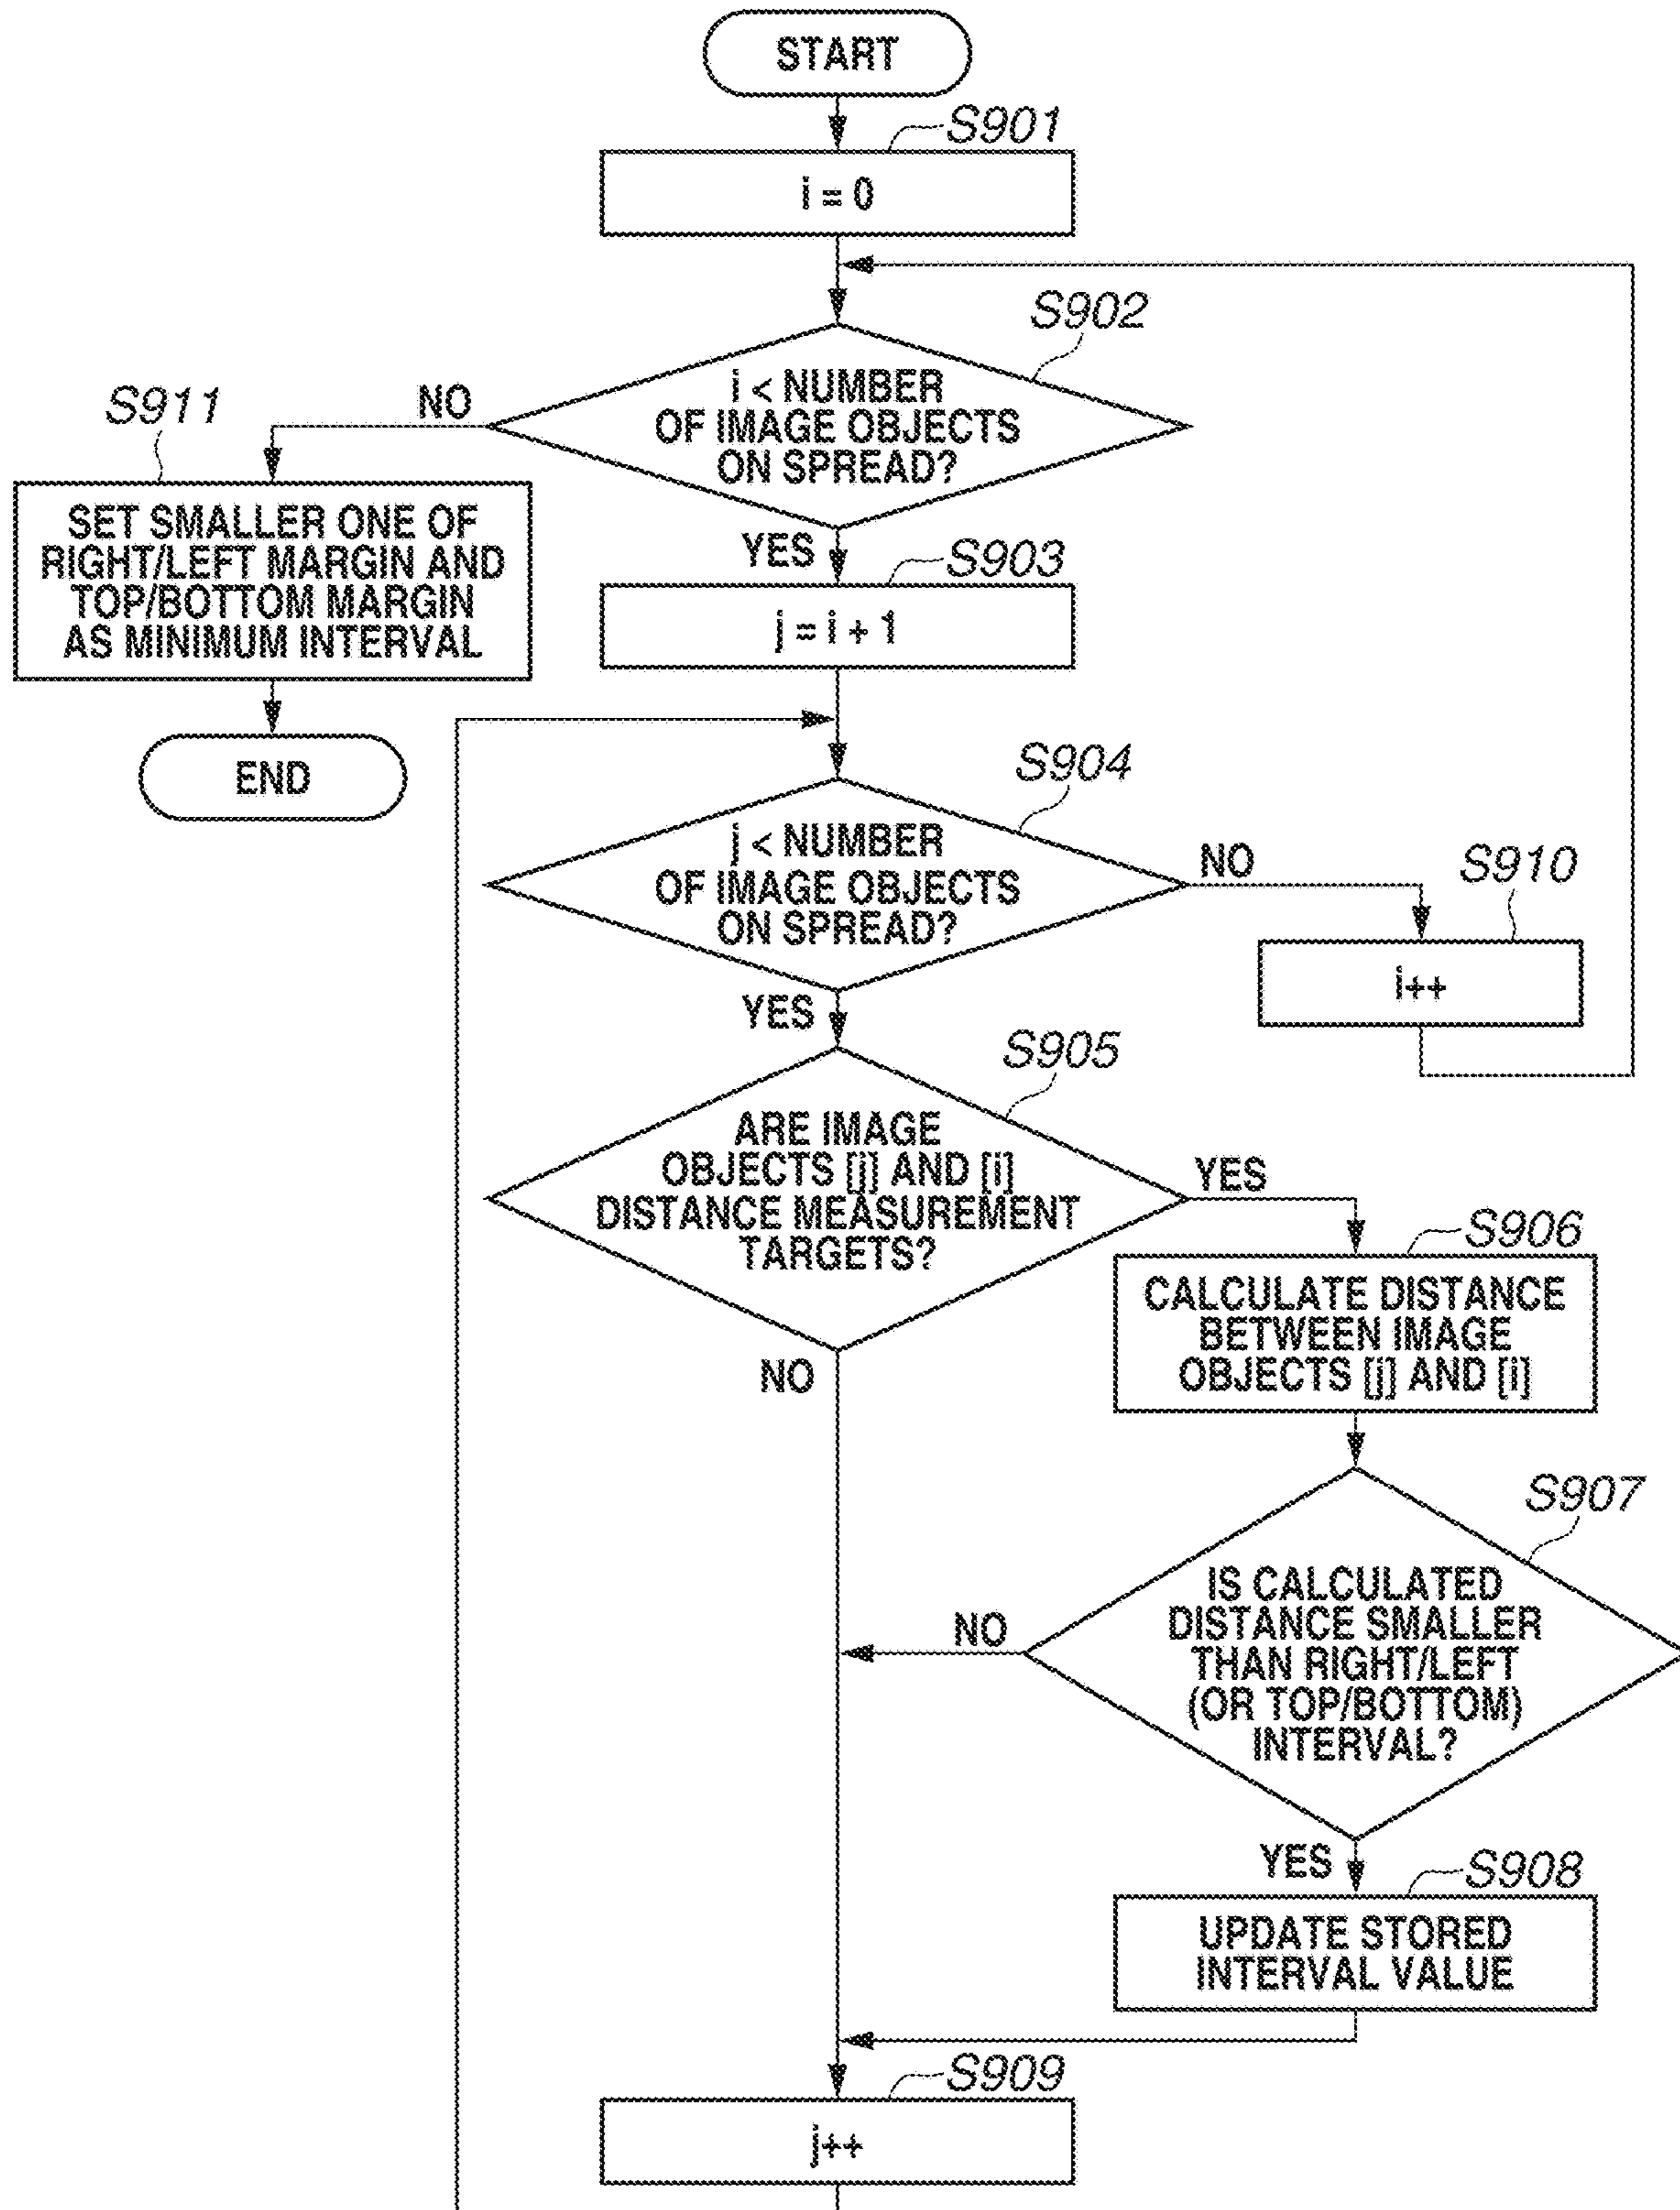 START
S901
i = 0
S902
i < NUMBER
OF IMAGE OBJECTS
ON SPREAD?
NO
S911
SET SMALLER ONE OF
RIGHT/LEFT MARGIN AND
TOP/BOTTOM MARGIN
AS MINIMUM INTERVAL
END
YES
S903
j = i + 1
S904
j < NUMBER
OF IMAGE OBJECTS
ON SPREAD?
NO
S910
i++
YES
S905
ARE IMAGE
OBJECTS [j] AND [i]
DISTANCE MEASUREMENT
TARGETS?
YES
S906
CALCULATE DISTANCE
BETWEEN IMAGE
OBJECTS [j] AND [i]
NO
S907
IS CALCULATED
DISTANCE SMALLER
THAN RIGHT/LEFT
(OR TOP/BOTTOM)
INTERVAL?
NO
YES
S908
UPDATE STORED
INTERVAL VALUE
S909
j++